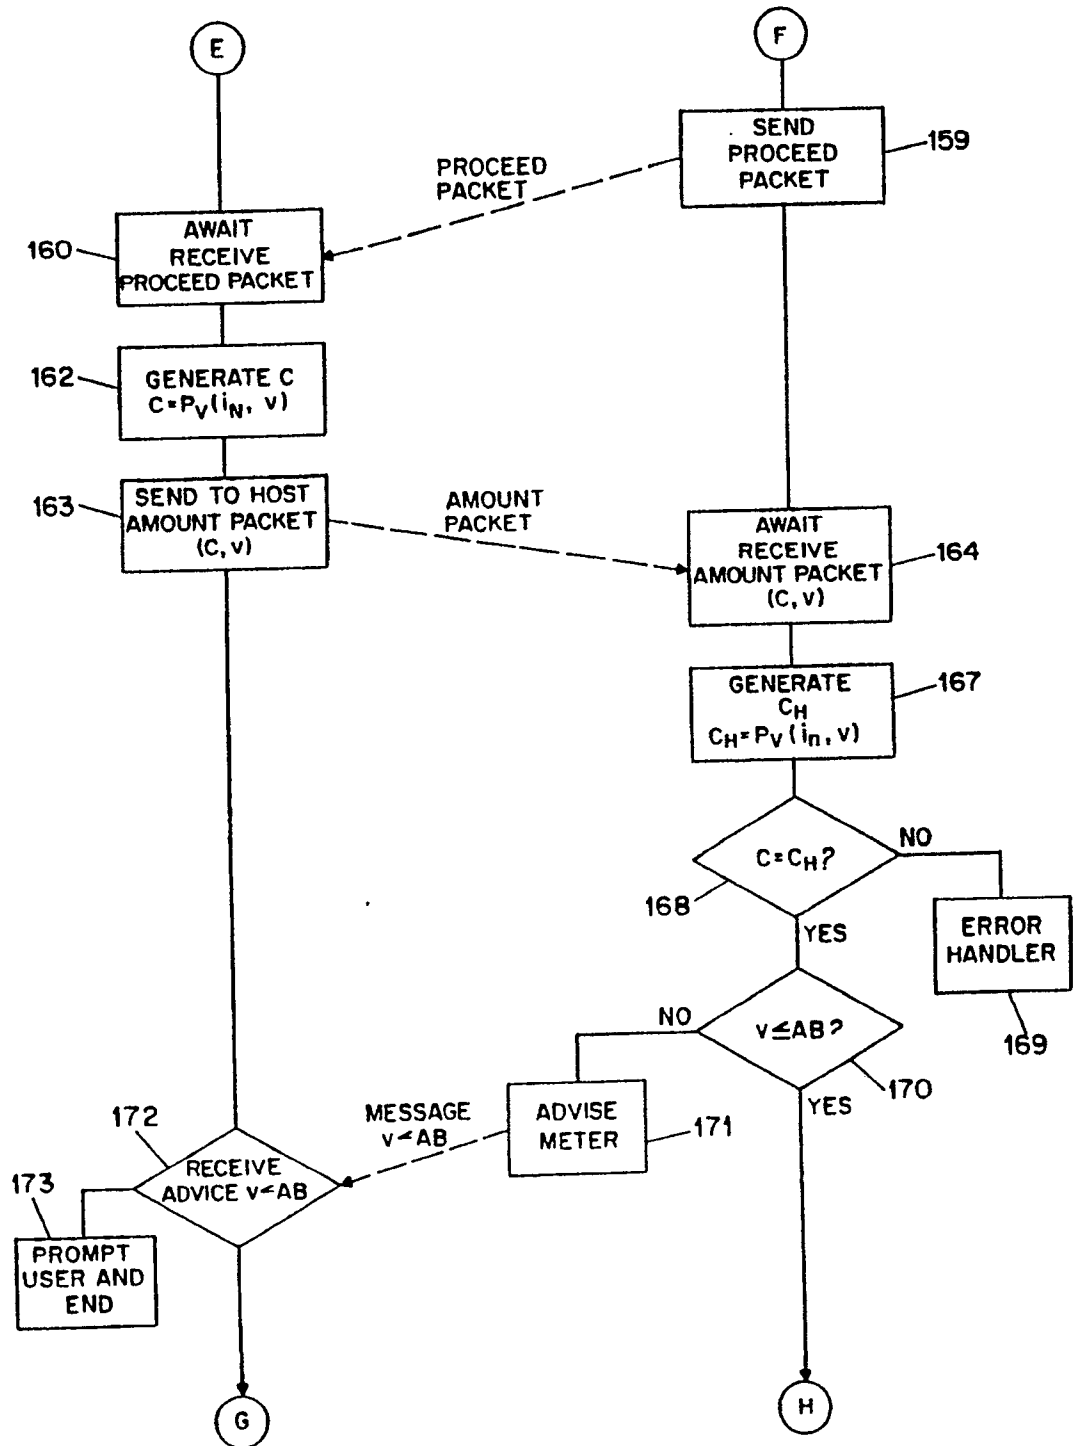 E
F
SEND
PROCEED
PACKET
159
PROCEED
PACKET
160
AWAIT
RECEIVE
PROCEED PACKET
162
GENERATE C
C=PV(iN, v)
163
SEND TO HOST
AMOUNT PACKET
(C, v)
AMOUNT
PACKET
AWAIT
RECEIVE
AMOUNT PACKET
(C, v)
164
GENERATE
CH
CH=PV(in, v)
167
C=CH?
NO
168
YES
ERROR
HANDLER
169
NO
v≤AB?
170
YES
ADVISE
METER
171
MESSAGE
v<AB
172
RECEIVE
ADVICE v<AB
173
PROMPT
USER AND
END
G
H